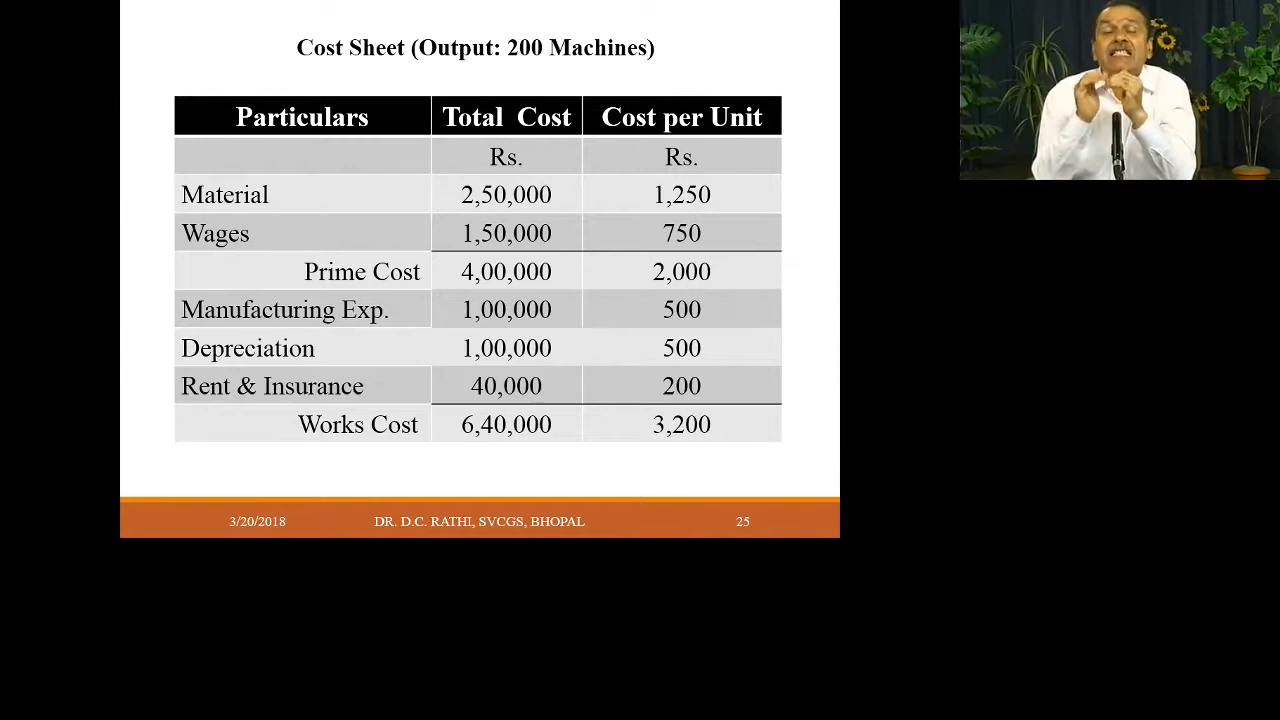 Cost Sheet (Output: 200 Machines)
Particulars Total Cost Cost per Unit
Rs. Rs.
Material 2,50,000 1,250
Wages 1,50,000 750
Prime Cost 4,00,000 2,000
Manufacturing Exp. 1,00,000 500
Depreciation 1,00,000 500
Rent & Insurance 40,000 200
Works Cost 6,40,000 3,200
3/20/2018 DR. D.C. RATHI, SVCGS, BHOPAL 25